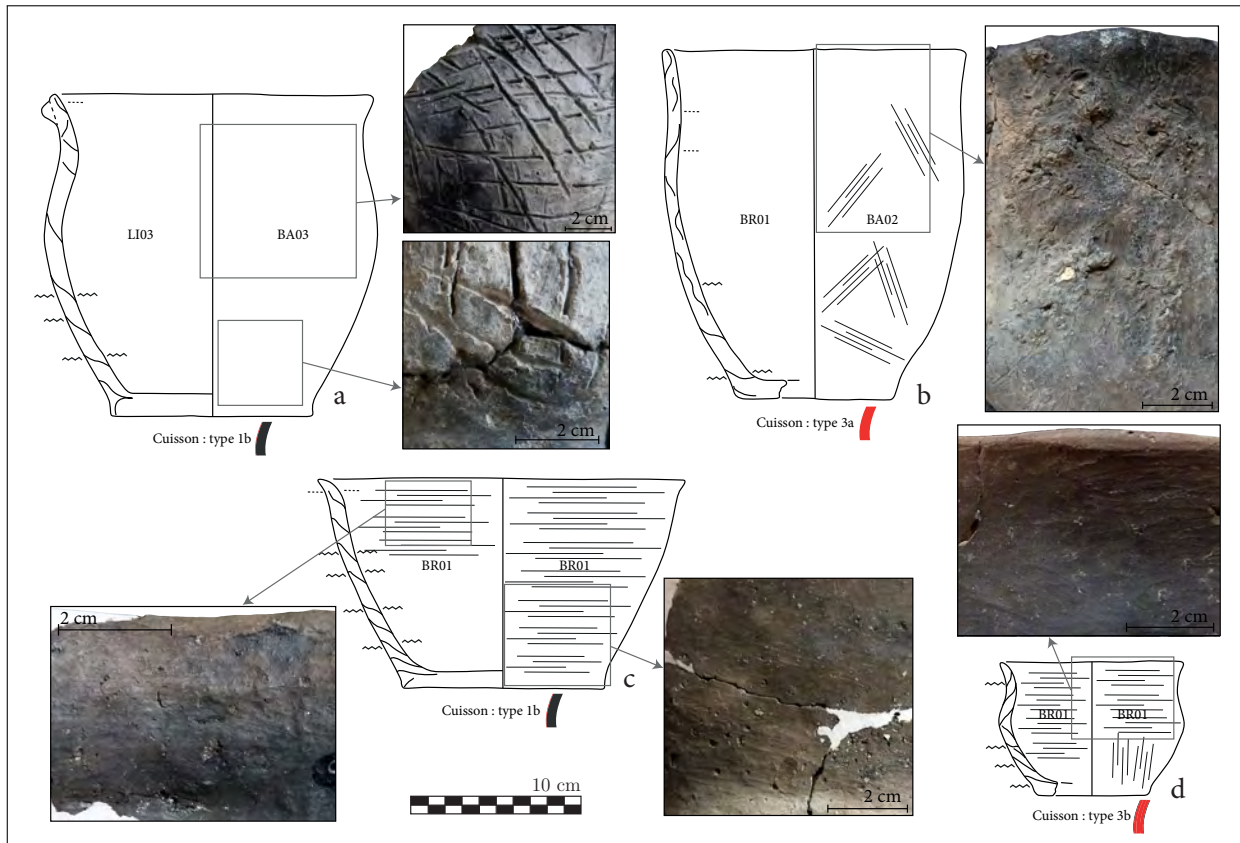 LI03
BA03
a
Cuisson : type 1b
2 cm
2 cm
BR01
BA02
b
Cuisson : type 3a
2 cm
BR01
BR01
c
Cuisson : type 1b
2 cm
2 cm
10 cm
2 cm
BR01
BR01
d
Cuisson : type 3b